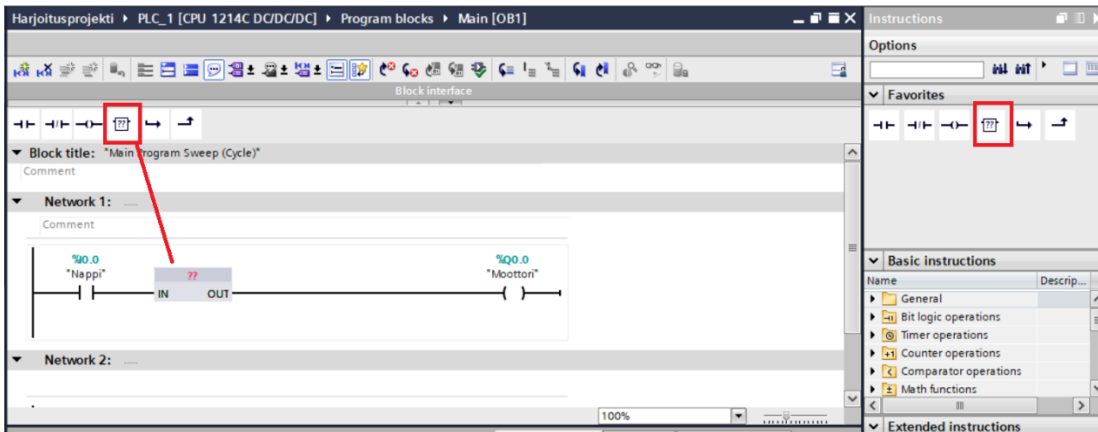 Harjoitusprojekti ▸ PLC_1 [CPU 1214C DC/DC/DC] ▸ Program blocks ▸ Main [OB1]
Instructions
Options
Block interface
Favorites
??
??
Block title: "Main Program Sweep (Cycle)"
Comment
Network 1:
Comment
%I0.0
"Nappi"
??
IN OUT
%Q0.0
"Moottori"
Network 2:
100%
Basic instructions
Name Descrip...
General
Bit logic operations
Timer operations
Counter operations
Comparator operations
Math functions
Extended instructions